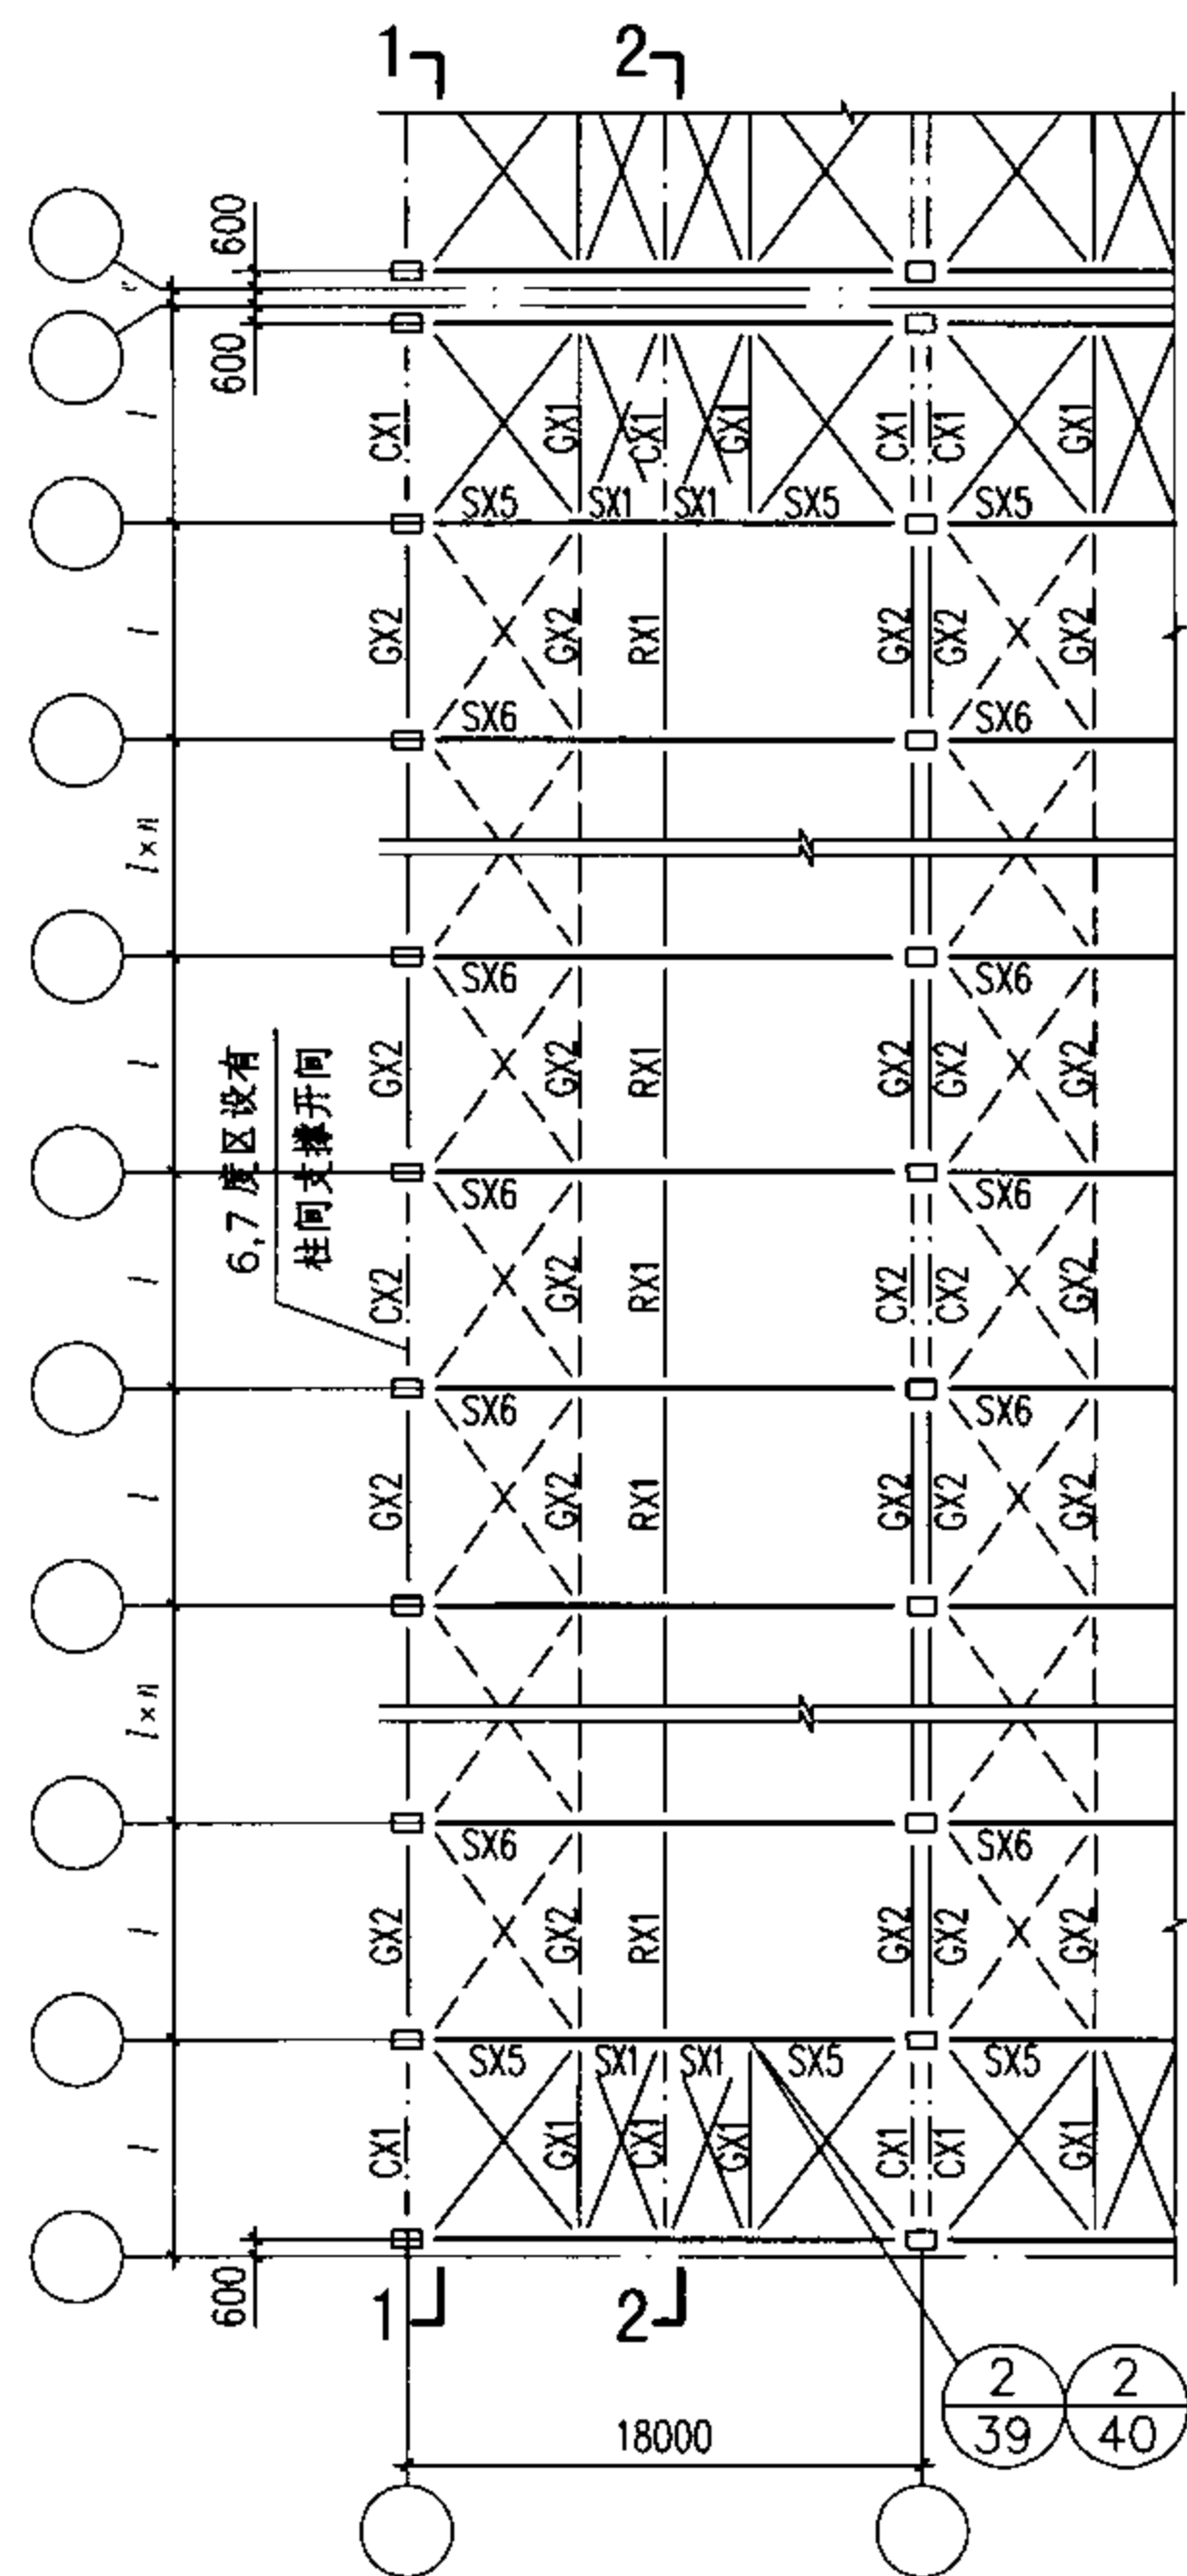 1 2
600
600
l
CX1 GX1 CX1 GX1 CX1 CX1 GX1
SX5 SX1 SX1 SX5 SX5
l
GX2 GX2 RX1 GX2 GX2 GX2
SX6 SX6
l×n
SX6 SX6
l
GX2 GX2 RX1 GX2 GX2 GX2
6,7度区设有
柱间支撑开间
SX6 SX6
l
CX2 GX2 RX1 CX2 CX2 GX2
SX6 SX6
l
GX2 GX2 RX1 GX2 GX2 GX2
l×n
SX6 SX6
l
GX2 GX2 RX1 GX2 GX2 GX2
SX5 SX1 SX1 SX5 SX5
l
CX1 GX1 CX1 GX1 CX1 CX1 GX1
600
1 2
2 2
39 40
18000